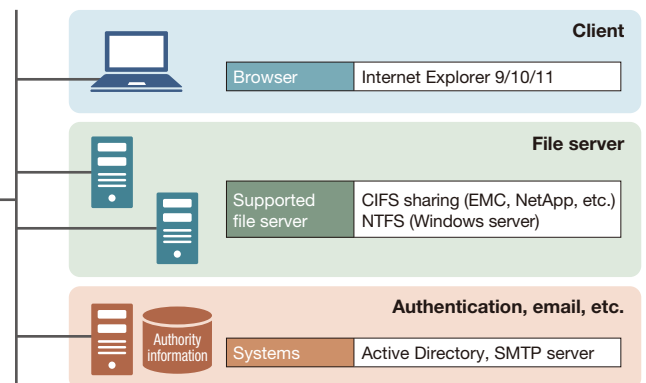 Client
Browser
Internet Explorer 9/10/11
File server
Supported
file server
CIFS sharing (EMC, NetApp, etc.)
NTFS (Windows server)
Authentication, email, etc.
Authority
information
Systems
Active Directory, SMTP server